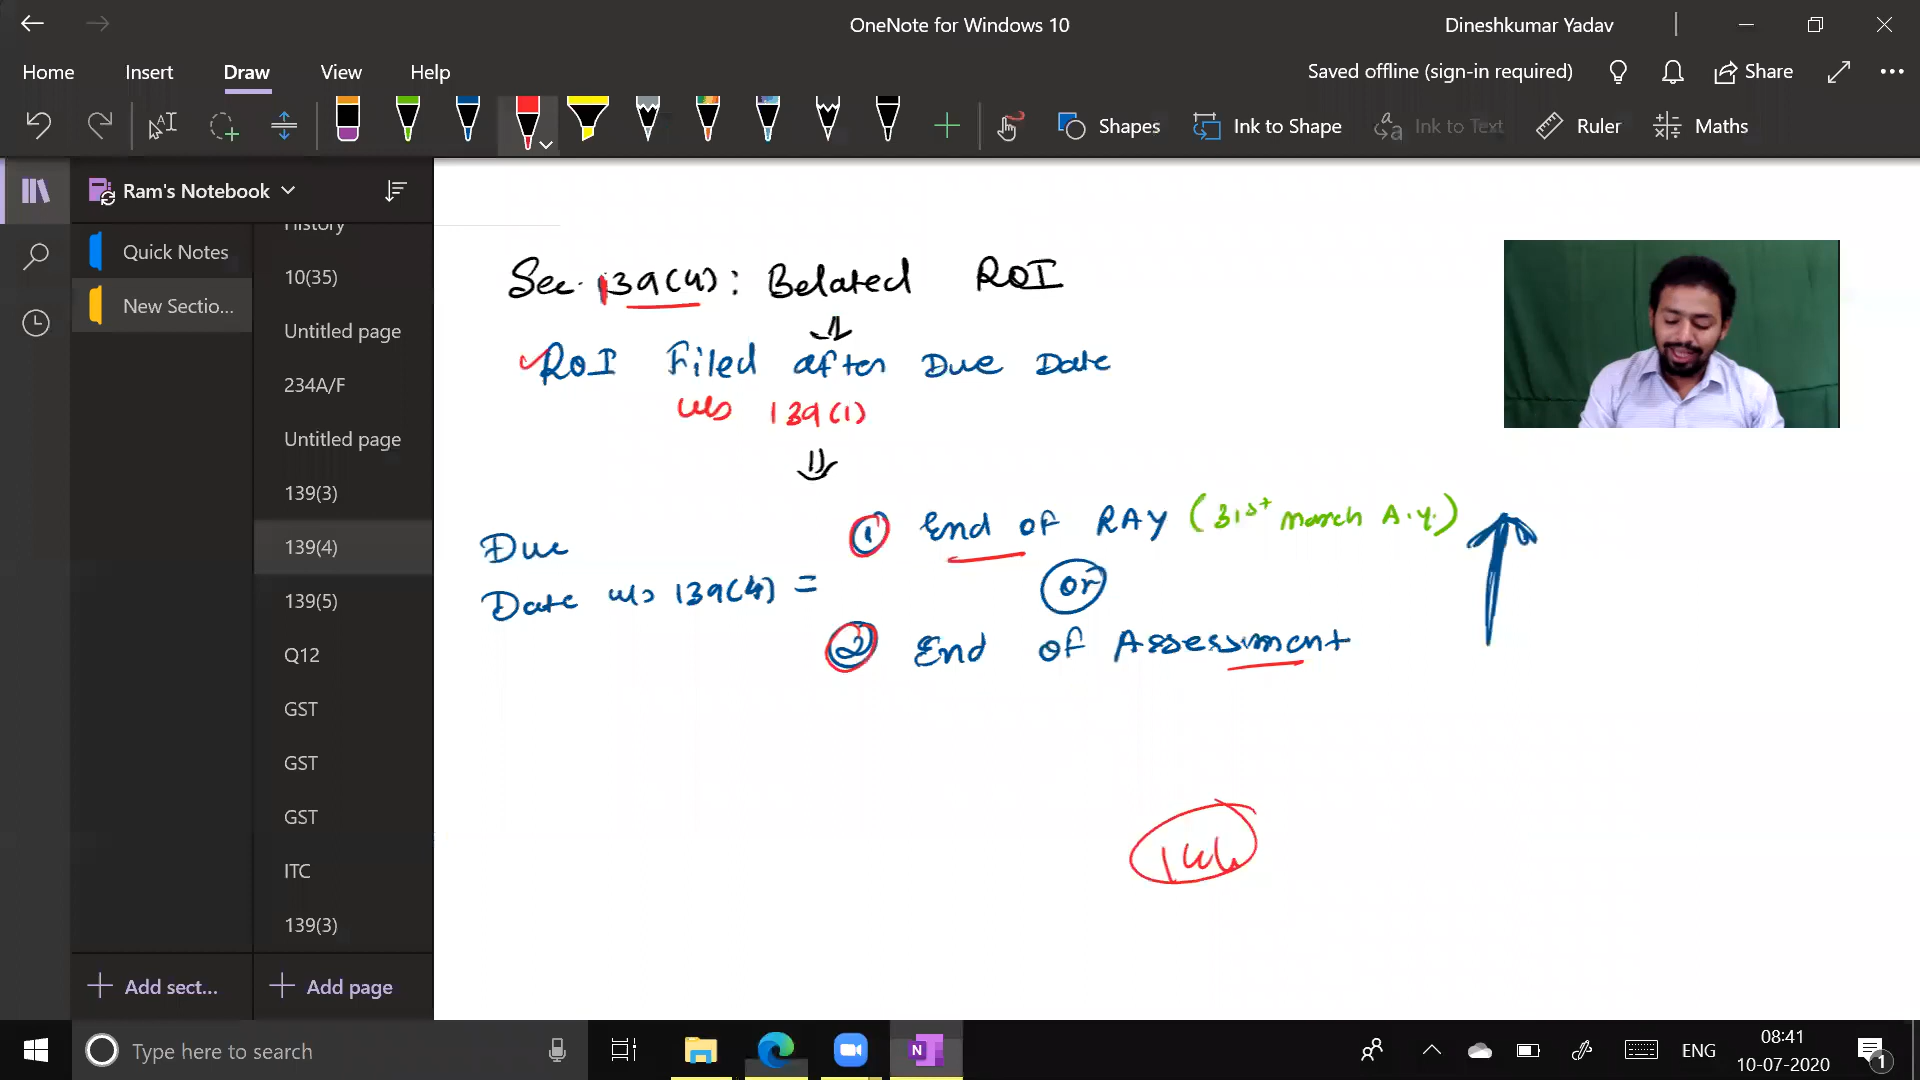 OneNote for Windows 10
Dineshkumar Yadav
Home Insert Draw View Help
Saved offline (sign-in required) Share
Shapes Ink to Shape Ink to Text Ruler Maths
Ram's Notebook
Quick Notes
New Sectio...
History
10(35)
Untitled page
234A/F
Untitled page
139(3)
139(4)
139(5)
Q12
GST
GST
GST
ITC
139(3)
Add sect...
Add page
Sec. 139(4) : Belated ROI
ROI Filed after Due Date
u/s 139(1)
① End of RAY (31st march A.Y.)
Due
Date u/s 139(4) =
or
② End of Assessment
Type here to search
ENG
08:41
10-07-2020
1